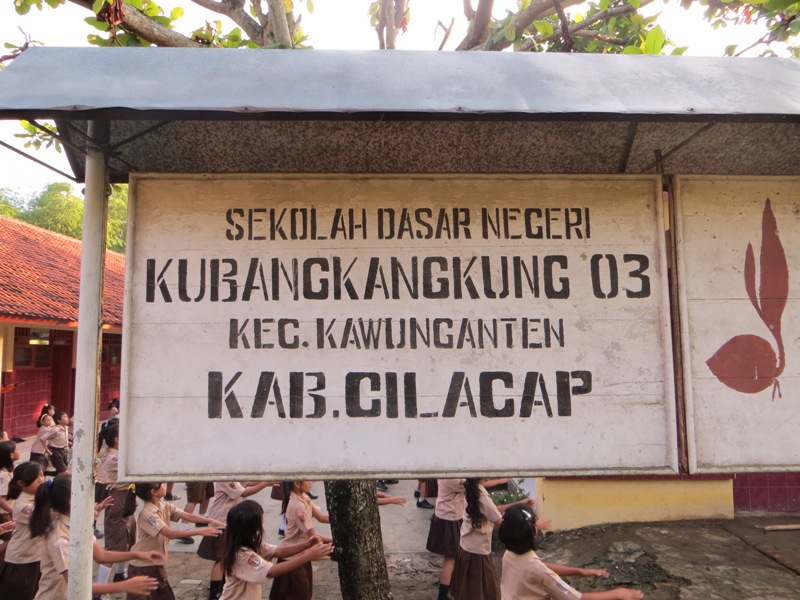 SEKOLAH DASAR NEGERI
KUBANGKANGKUNG 03
KEC. KAWUNGANTEN
KAB. CILACAP